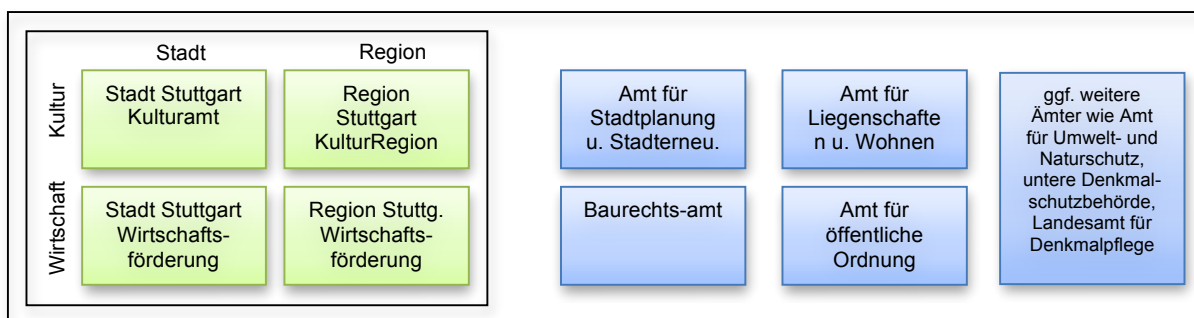 Stadt
Region
Kultur
Stadt Stuttgart
Kulturamt
Region
Stuttgart
KulturRegion
Wirtschaft
Stadt Stuttgart
Wirtschafts-
förderung
Region Stuttg.
Wirtschafts-
förderung
Amt für
Stadtplanung
u. Stadterneu.
Amt für
Liegenschafte
n u. Wohnen
Baurechts-amt
Amt für
öffentliche
Ordnung
ggf. weitere
Ämter wie Amt
für Umwelt- und
Naturschutz,
untere Denkmal-
schutzbehörde,
Landesamt für
Denkmalpflege